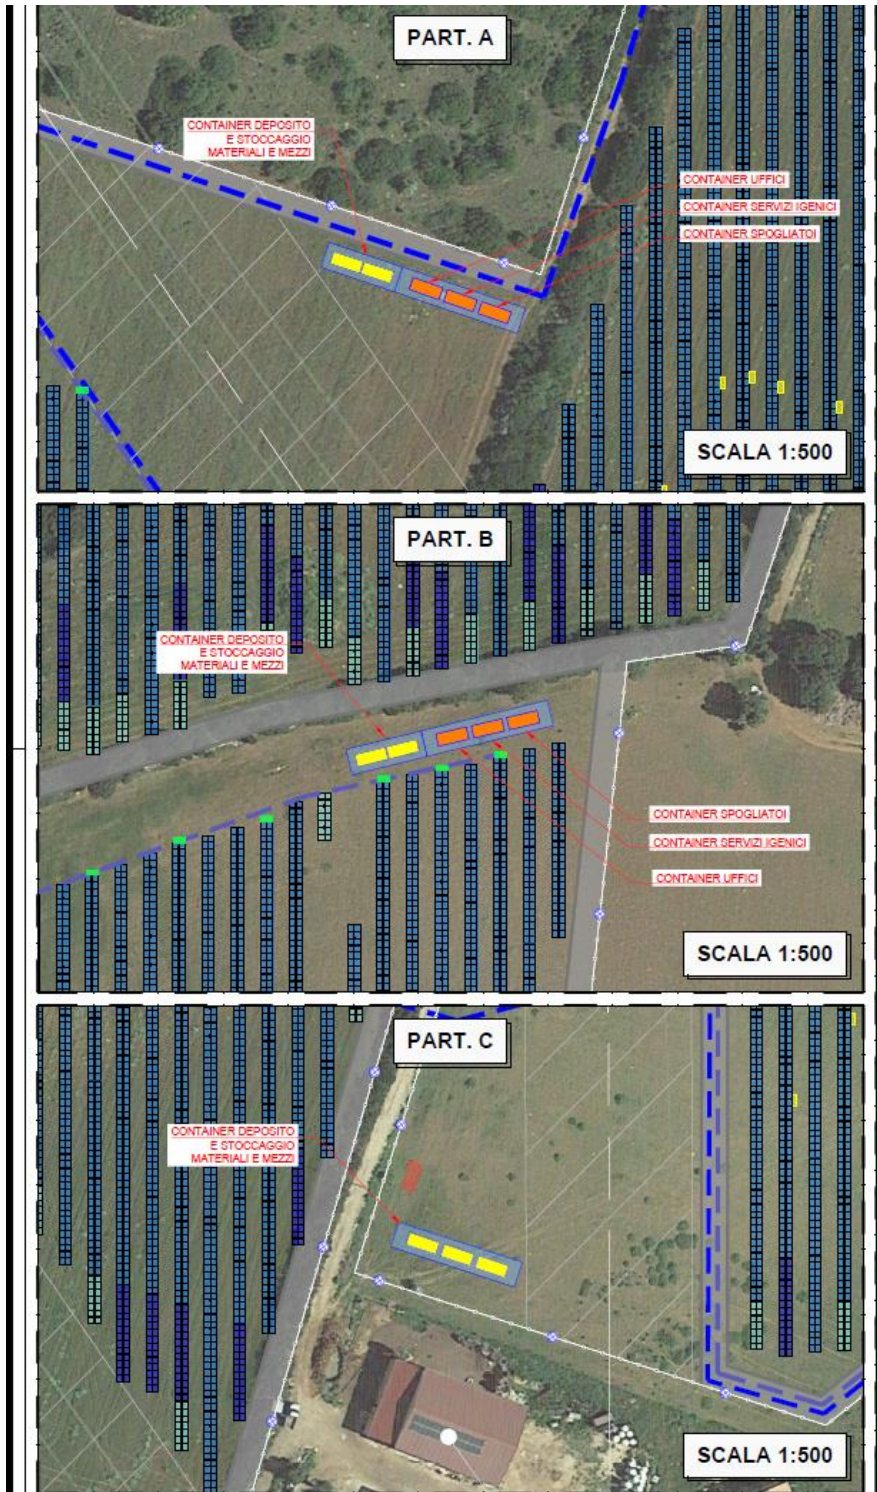 PART. A
CONTAINER DEPOSITO
E STOCCAGGIO
MATERIALI E MEZZI
CONTAINER UFFICI
CONTAINER SERVIZI IGENICI
CONTAINER SPOGLIATOI
SCALA 1:500
PART. B
CONTAINER DEPOSITO
E STOCCAGGIO
MATERIALI E MEZZI
CONTAINER SPOGLIATOI
CONTAINER SERVIZI IGENICI
CONTAINER UFFICI
SCALA 1:500
PART. C
CONTAINER DEPOSITO
E STOCCAGGIO
MATERIALI E MEZZI
SCALA 1:500